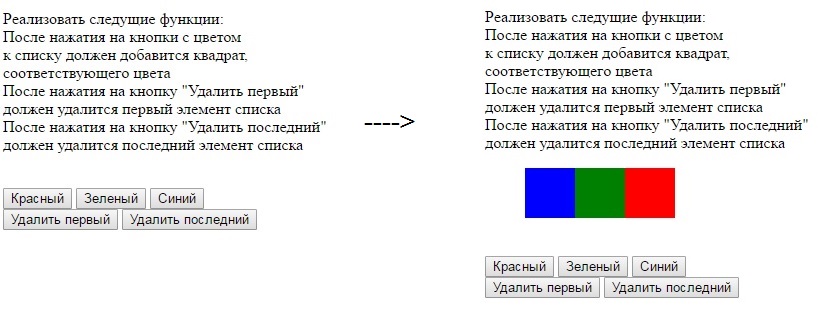 Реализовать следущие функции:
После нажатия на кнопки с цветом
к списку должен добавится квадрат,
соответствующего цвета
После нажатия на кнопку "Удалить первый"
должен удалится первый элемент списка
После нажатия на кнопку "Удалить последний"
должен удалится последний элемент списка
Красный Зеленый Синий
Удалить первый Удалить последний
---->
Реализовать следущие функции:
После нажатия на кнопки с цветом
к списку должен добавится квадрат,
соответствующего цвета
После нажатия на кнопку "Удалить первый"
должен удалится первый элемент списка
После нажатия на кнопку "Удалить последний"
должен удалится последний элемент списка
Красный Зеленый Синий
Удалить первый Удалить последний